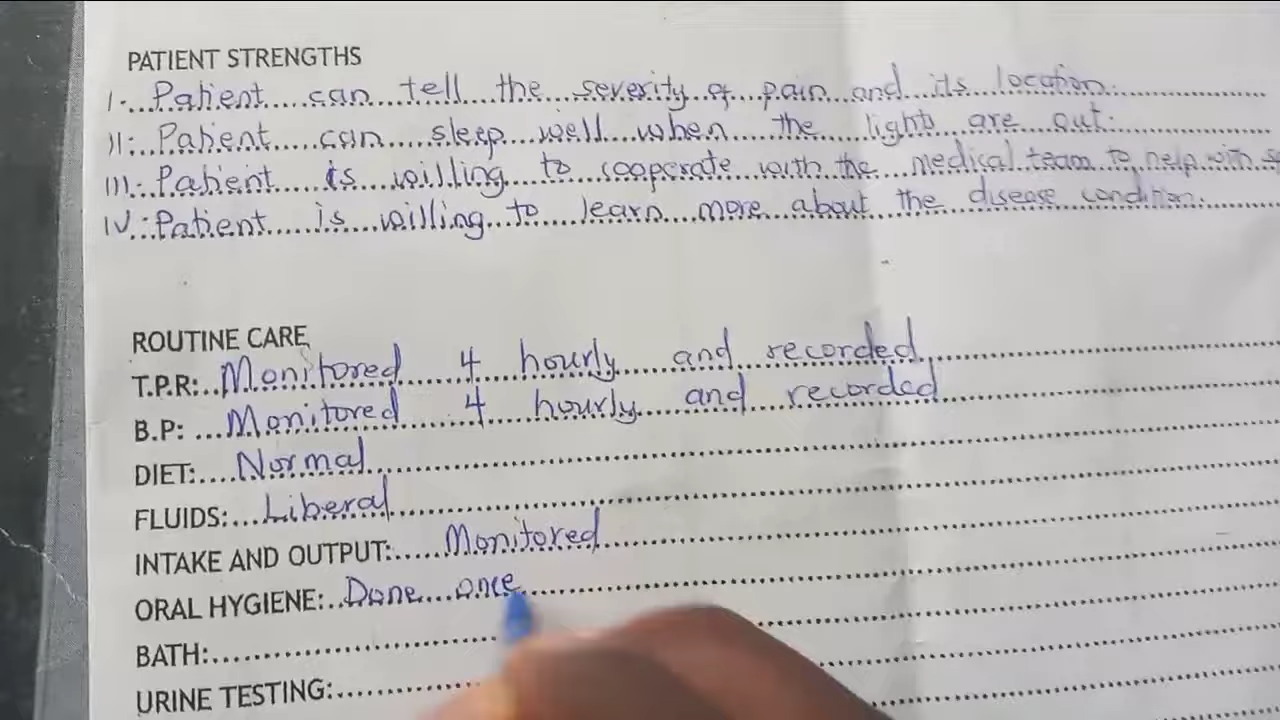 PATIENT STRENGTHS
I. Patient can tell the severity of pain and its location.
II. Patient can sleep well when the lights are out.
III. Patient is willing to cooperate with the medical team to help with
IV. Patient is willing to learn more about the disease condition.
ROUTINE CARE
T.P.R: Monitored 4 hourly and recorded
B.P: Monitored 4 hourly and recorded
DIET: Normal
FLUIDS: Liberal
INTAKE AND OUTPUT: Monitored
ORAL HYGIENE: Done once
BATH:
URINE TESTING: